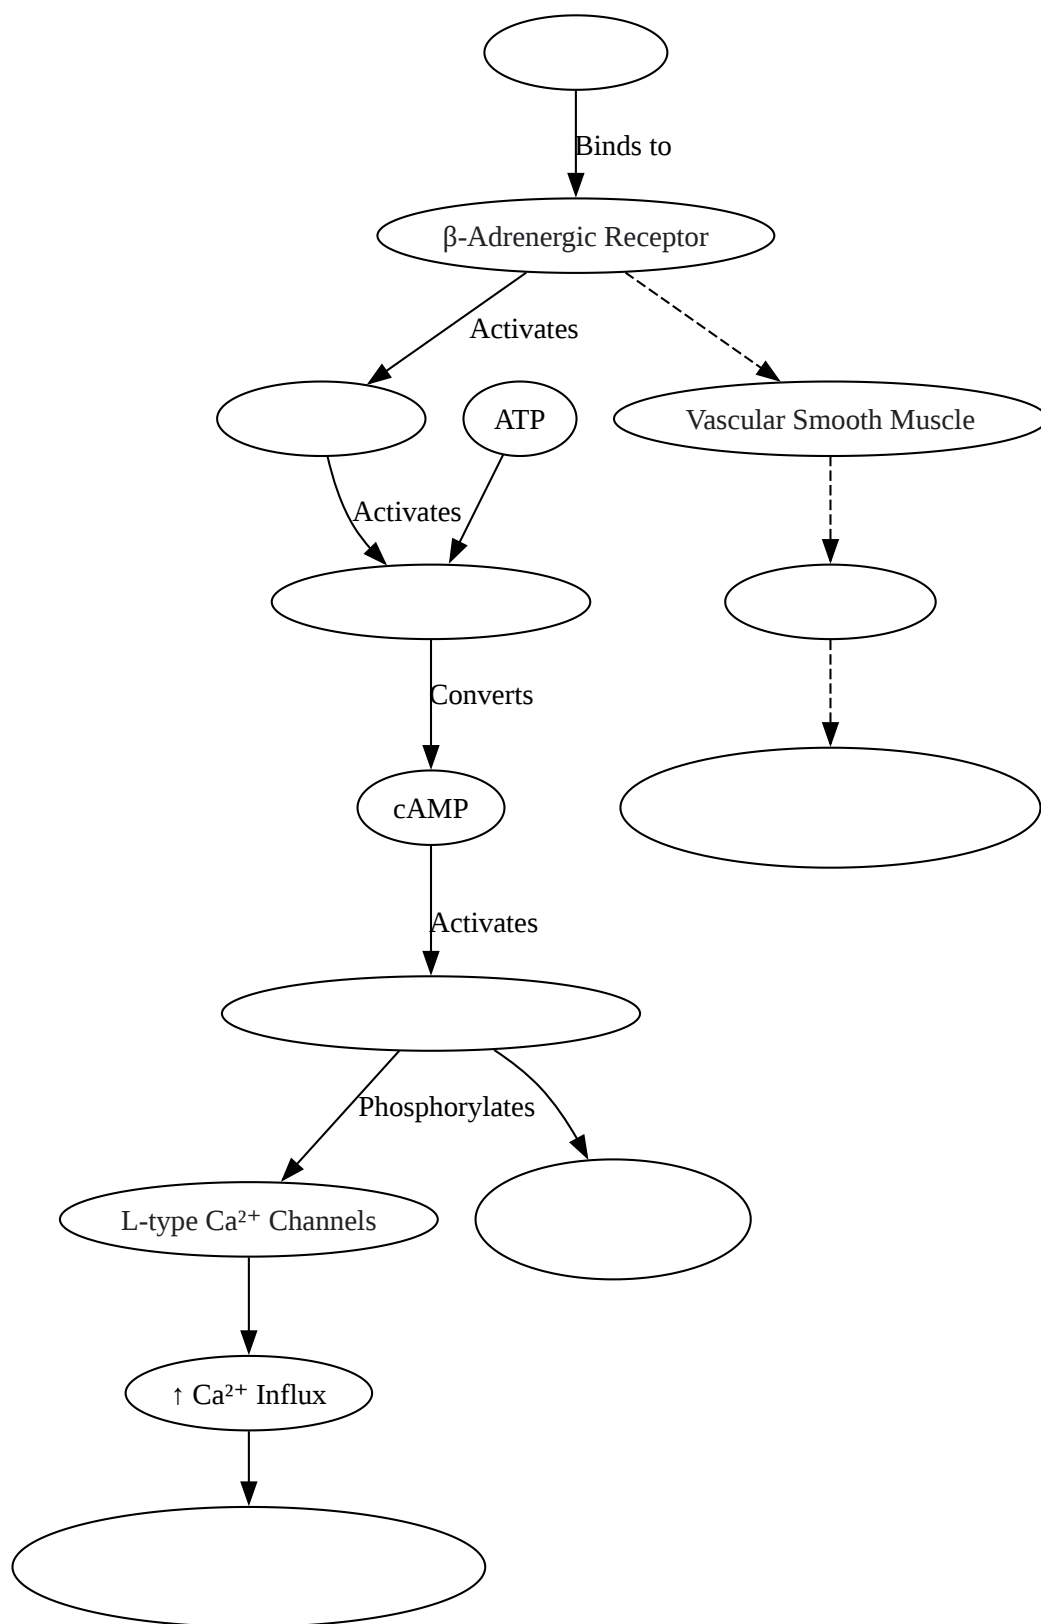 Binds to
β-Adrenergic Receptor
Activates
ATP
Vascular Smooth Muscle
Activates
Converts
cAMP
Activates
Phosphorylates
L-type Ca²⁺ Channels
↑ Ca²⁺ Influx